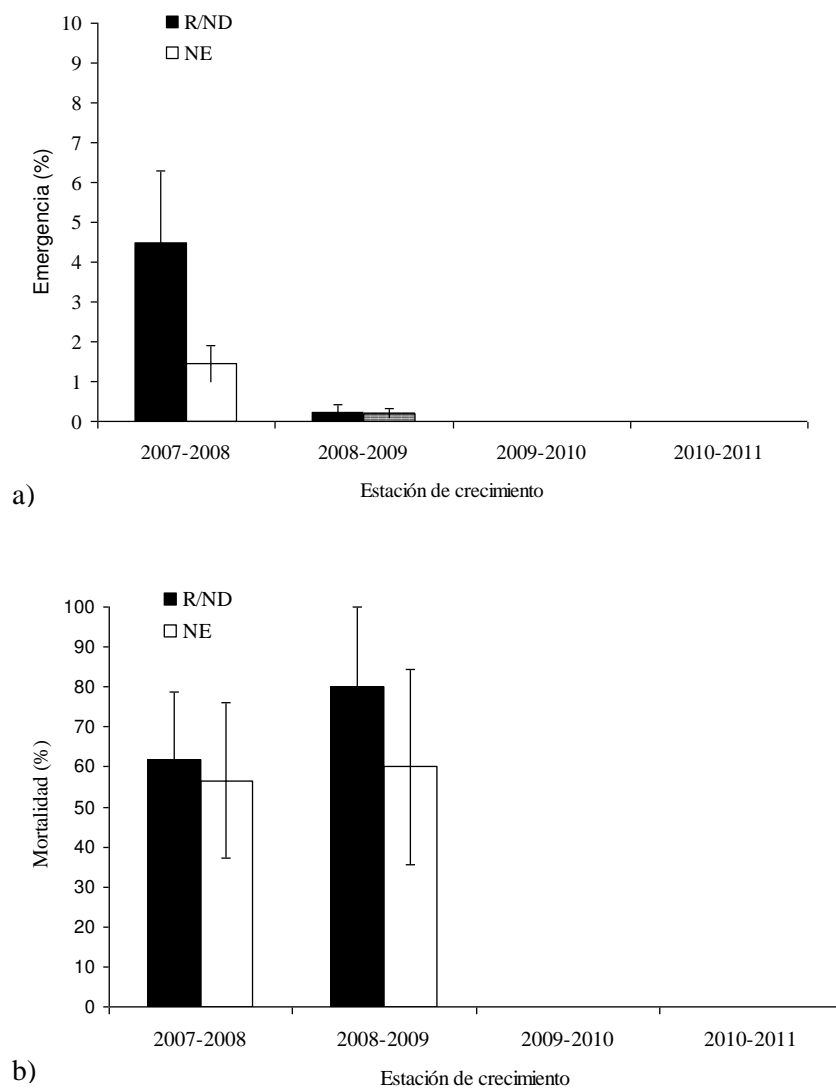 ■ R/ND
□ NE
10
9
8
7
6
5
4
3
2
1
0
Emergencia (%)
2007-2008 2008-2009 2009-2010 2010-2011
Estación de crecimiento
a)
■ R/ND
□ NE
100
90
80
70
60
50
40
30
20
10
0
Mortalidad (%)
2007-2008 2008-2009 2009-2010 2010-2011
Estación de crecimiento
b)